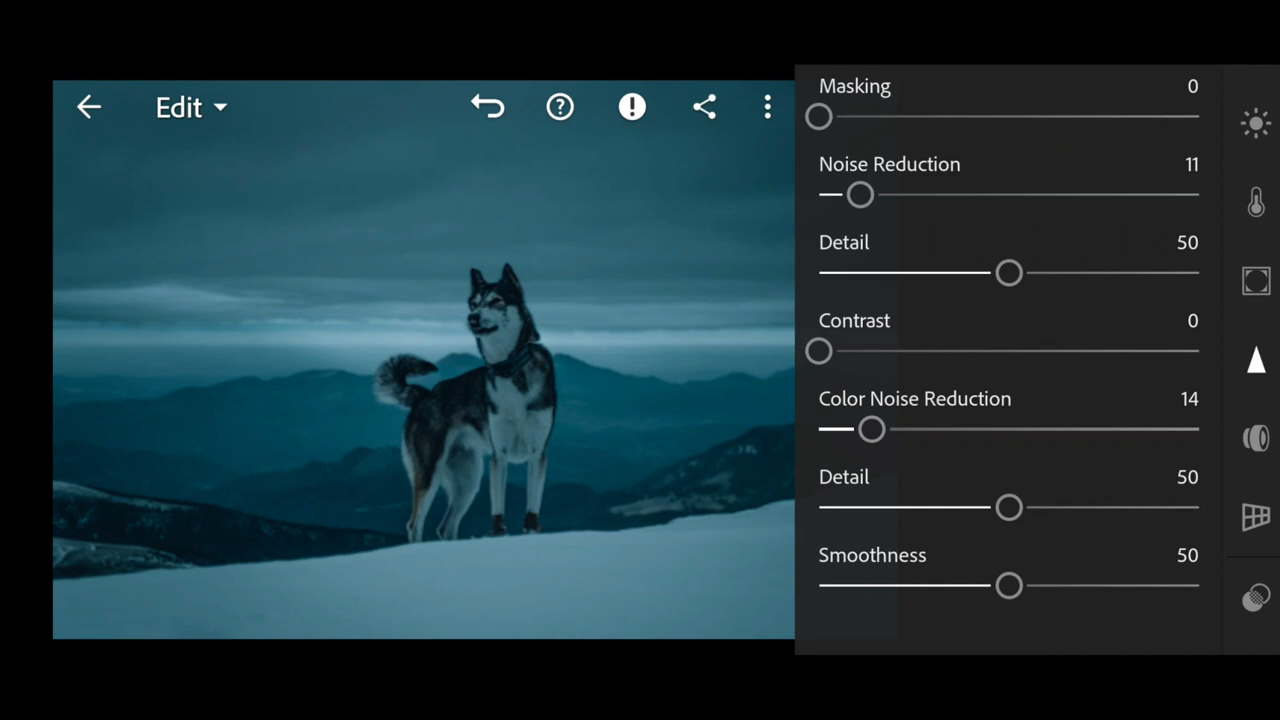 Edit
Masking 0
Noise Reduction 11
Detail 50
Contrast 0
Color Noise Reduction 14
Detail 50
Smoothness 50